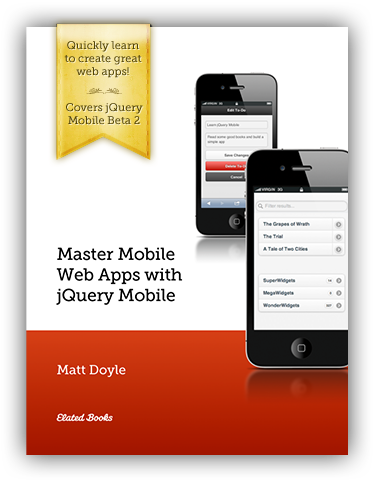 Quickly learn
to create great
web apps!
Covers jQuery
Mobile Beta 2
Edit To-Do
Learn jQuery Mobile
Read some good books and build a
simple app
Save Changes
Delete To-Do
Cancel
VIRGIN 3G
Filter results...
The Grapes of Wrath
The Trial
A Tale of Two Cities
SuperWidgets
MegaWidgets
WonderWidgets
Master Mobile
Web Apps with
jQuery Mobile
Matt Doyle
Elated Books